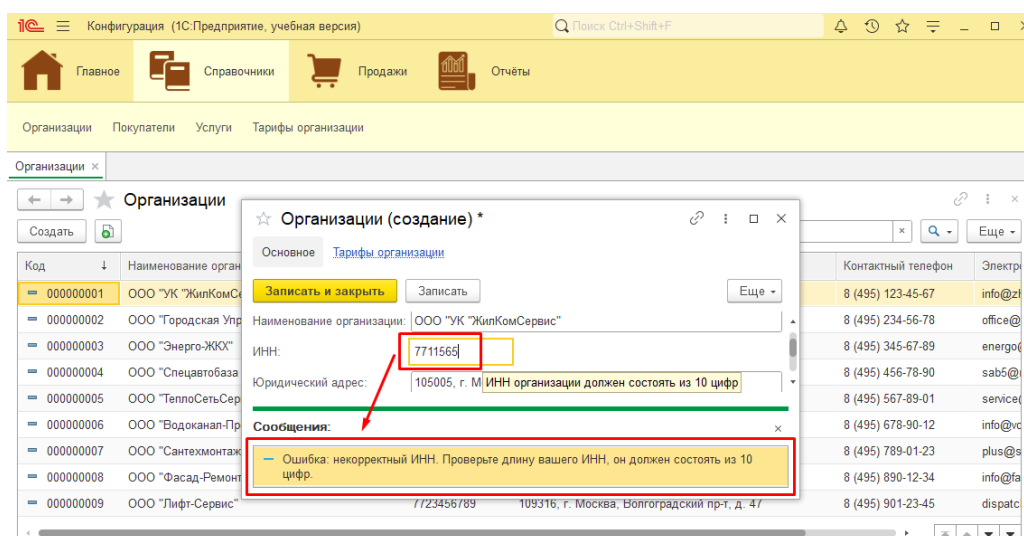 1С Конфигурация (1С:Предприятие, учебная версия) Поиск Ctrl+Shift+F
Главное Справочники Продажи Отчёты
Организации Покупатели Услуги Тарифы организации
Организации ×
Организации
Создать Еще
Код ↓ Наименование орган Контактный телефон Электр
Организации (создание) *
Основное Тарифы организации
Записать и закрыть Записать Еще
Наименование организации: ООО "УК "ЖилКомСервис"
ИНН: 7711565
Юридический адрес: 105005, г. М ИНН организации должен состоять из 10 цифр
Сообщения:
Ошибка: некорректный ИНН. Проверьте длину вашего ИНН, он должен состоять из 10
цифр.
000000001 ООО "УК "ЖилКомСе 8 (495) 123-45-67 info@zl
000000002 ООО "Городская Упр 8 (495) 234-56-78 office@
000000003 ООО "Энерго-ЖКХ" 8 (495) 345-67-89 energo(
000000004 ООО "Спецавтобаза 8 (495) 456-78-90 sab5@
000000005 ООО "ТеплоСетьСер 8 (495) 567-89-01 service(
000000006 ООО "Водоканал-Пр 8 (495) 678-90-12 info@vo
000000007 ООО "Сантехмонтаж 8 (495) 789-01-23 plus@s
000000008 ООО "Фасад-Ремонт 8 (495) 890-12-34 info@fa
000000009 ООО "Лифт-Сервис" 7723456789 109316, г. Москва, Волгоградский пр-т, д. 47 8 (495) 901-23-45 dispatc